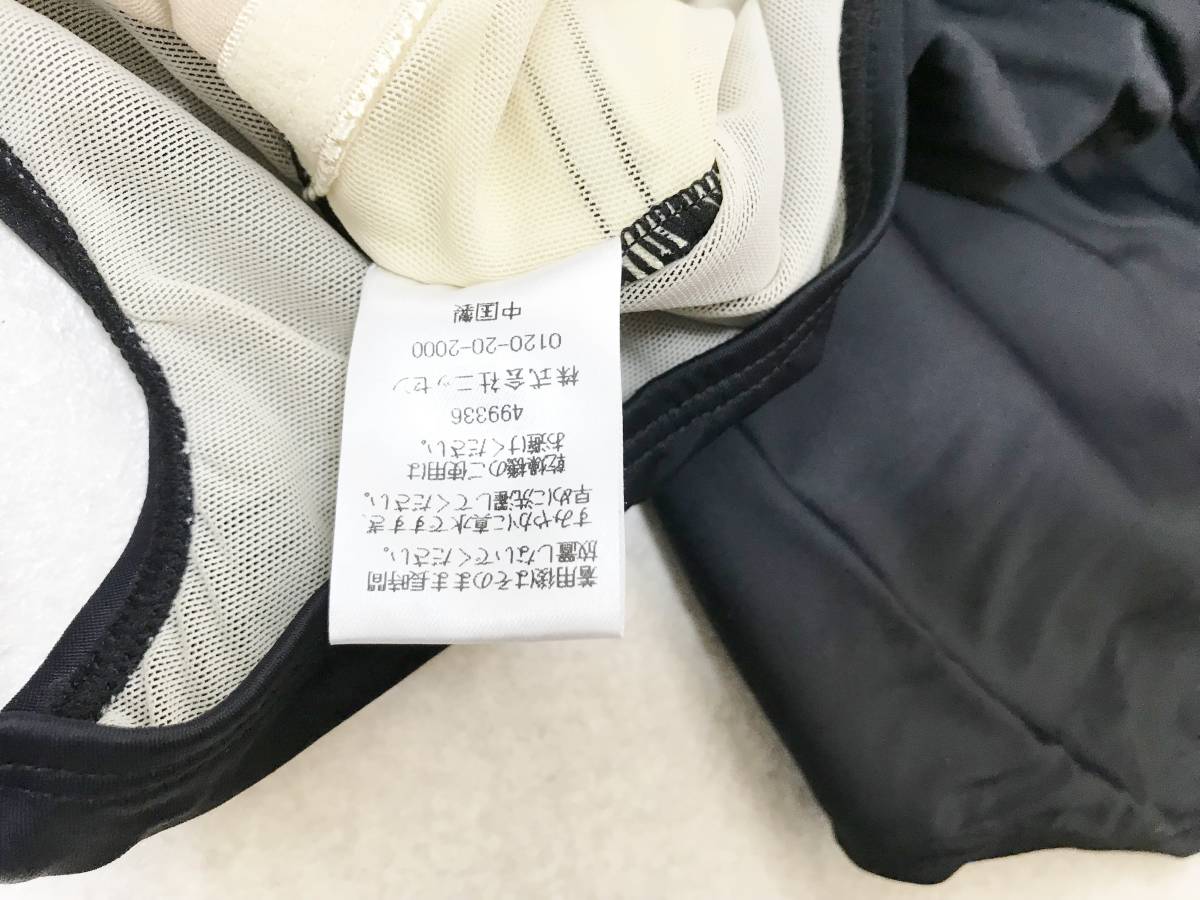 着用後はそのまま長時間
放置しないでください。
すみやかに真水ですすぎ、
早めに洗濯してください。
乾燥機のご使用は
お避けください。
499336
株式会社ニッセン
0120-20-2000
中国製